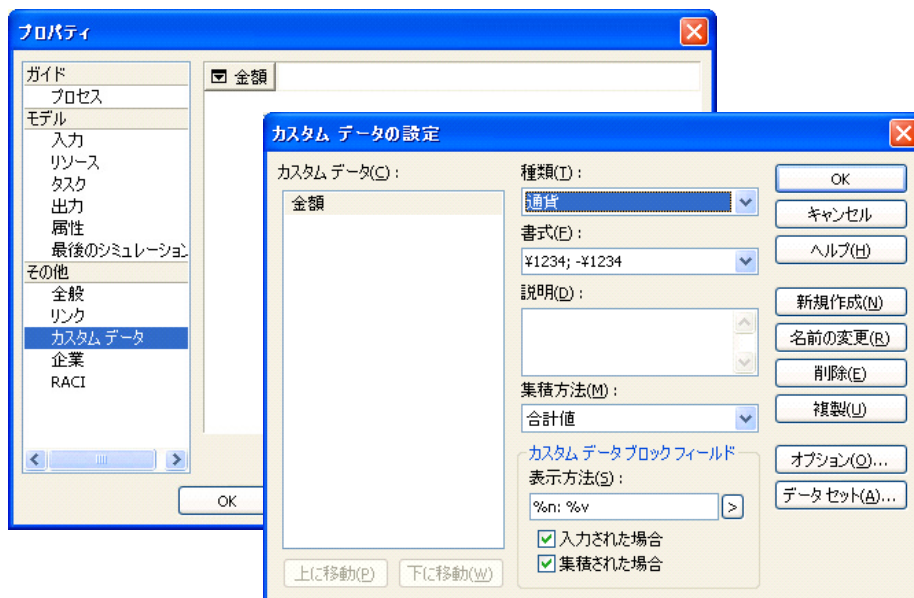 プロパティ
ガイド
プロセス
モデル
入力
リソース
タスク
出力
属性
最後のシミュレーション
その他
全般
リンク
カスタム データ
企業
RACI
金額
OK
カスタム データの設定
カスタム データ(C) :
金額
上に移動(P)
下に移動(W)
種類(T) :
通貨
書式(F) :
¥1234; -¥1234
説明(D) :
集積方法(M) :
合計値
カスタム データ ブロック フィールド
表示方法(S) :
%n: %v
>
入力された場合
集積された場合
OK
キャンセル
ヘルプ(H)
新規作成(N)
名前の変更(R)
削除(E)
複製(U)
オプション(O)...
データ セット(A)...